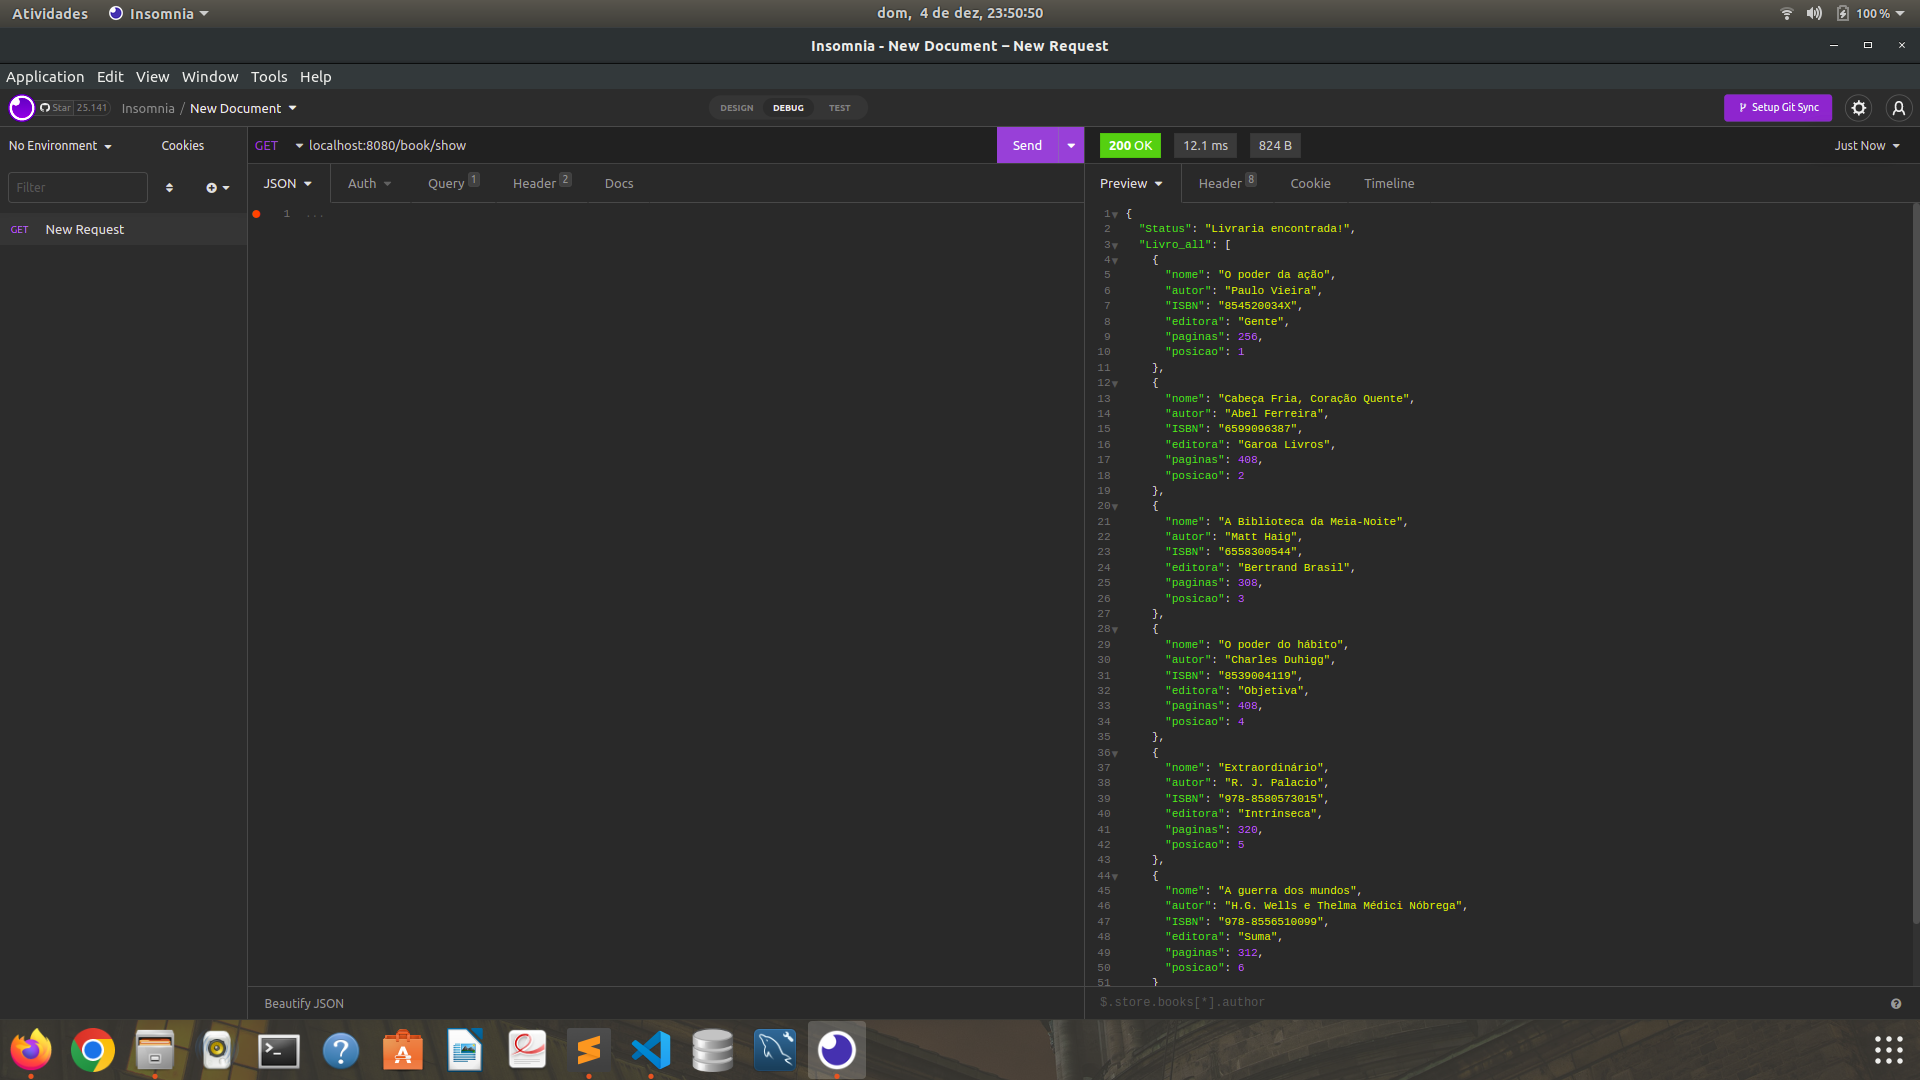 Atividades Insomnia dom, 4 de dez, 23:50:50 100 %
Insomnia - New Document – New Request
Application Edit View Window Tools Help
Star 25.141 Insomnia / New Document DESIGN DEBUG TEST Setup Git Sync
No Environment Cookies GET localhost:8080/book/show Send 200 OK 12.1 ms 824 B Just Now
Filter JSON Auth Query 1 Header 2 Docs Preview Header 8 Cookie Timeline
GET New Request
1 ...
1 {
2 "Status": "Livraria encontrada!",
3 "Livro_all": [
4 {
5 "nome": "O poder da ação",
6 "autor": "Paulo Vieira",
7 "ISBN": "854520034X",
8 "editora": "Gente",
9 "paginas": 256,
10 "posicao": 1
11 },
12 {
13 "nome": "Cabeça Fria, Coração Quente",
14 "autor": "Abel Ferreira",
15 "ISBN": "6599096387",
16 "editora": "Garoa Livros",
17 "paginas": 408,
18 "posicao": 2
19 },
20 {
21 "nome": "A Biblioteca da Meia-Noite",
22 "autor": "Matt Haig",
23 "ISBN": "6558300544",
24 "editora": "Bertrand Brasil",
25 "paginas": 308,
26 "posicao": 3
27 },
28 {
29 "nome": "O poder do hábito",
30 "autor": "Charles Duhigg",
31 "ISBN": "8539004119",
32 "editora": "Objetiva",
33 "paginas": 408,
34 "posicao": 4
35 },
36 {
37 "nome": "Extraordinário",
38 "autor": "R. J. Palacio",
39 "ISBN": "978-8580573015",
40 "editora": "Intrínseca",
41 "paginas": 320,
42 "posicao": 5
43 },
44 {
45 "nome": "A guerra dos mundos",
46 "autor": "H.G. Wells e Thelma Médici Nóbrega",
47 "ISBN": "978-8556510099",
48 "editora": "Suma",
49 "paginas": 312,
50 "posicao": 6
51 }
Beautify JSON $.store.books[*].author